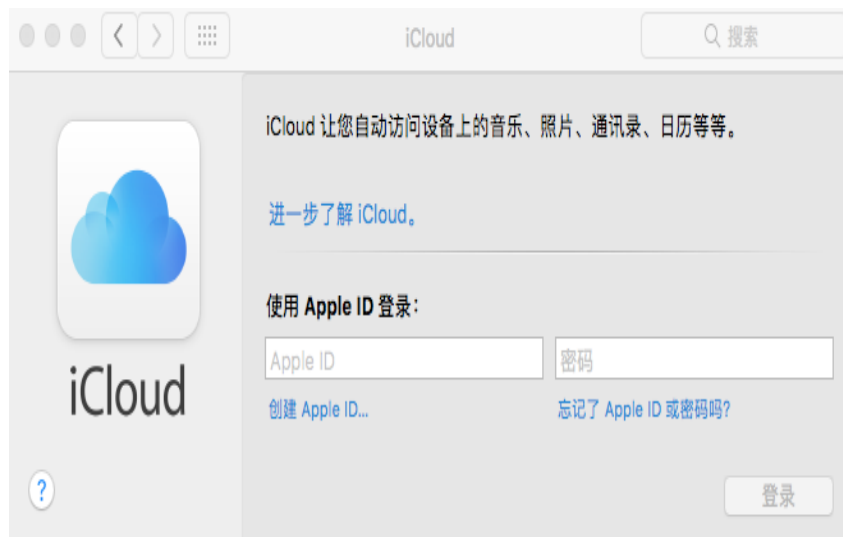 iCloud
搜索
iCloud 让您自动访问设备上的音乐、照片、通讯录、日历等等。
进一步了解 iCloud。
使用 Apple ID 登录：
Apple ID
密码
iCloud
创建 Apple ID...
忘记了 Apple ID 或密码吗?
?
登录